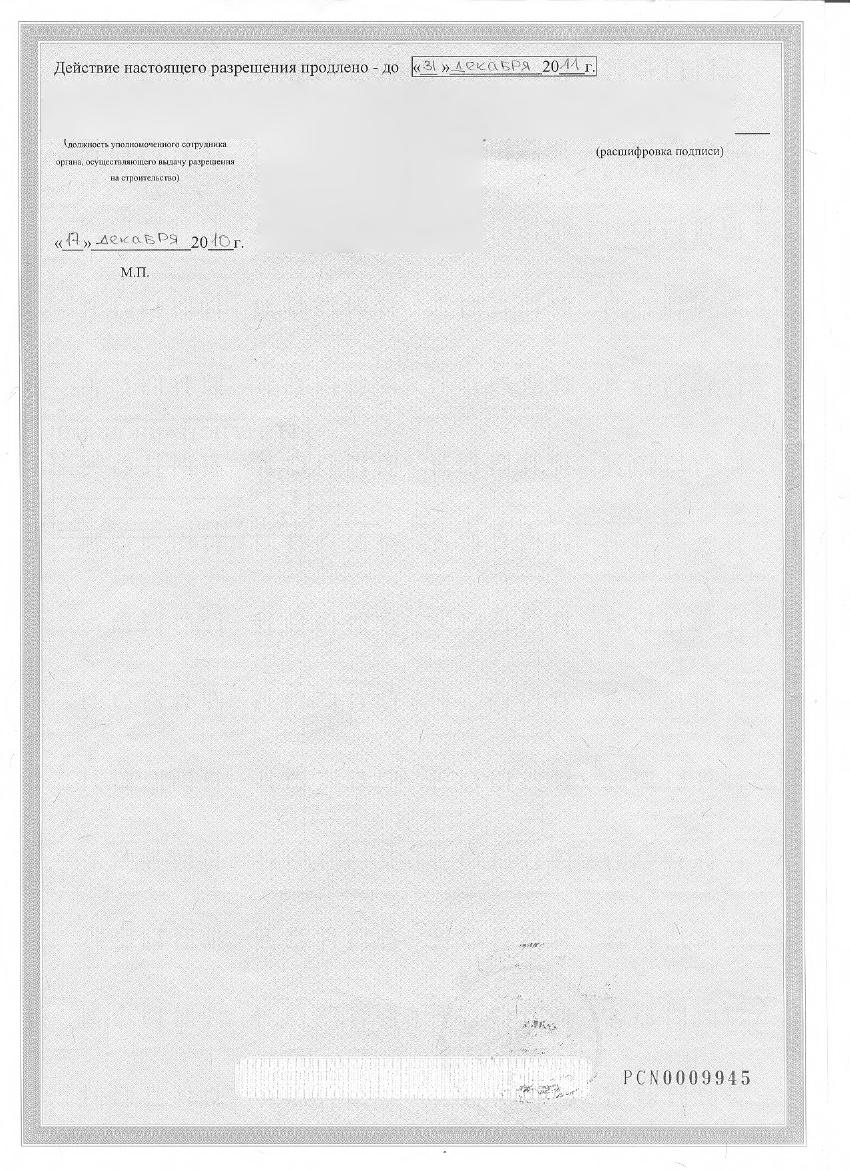 Действие настоящего разрешения продлено - до «31» декабря 2011 г.
(должность уполномоченного сотрудника
органа, осуществляющего выдачу разрешения
на строительство)
(расшифровка подписи)
«17» декабря 2010 г.
М.П.
PCN0009945